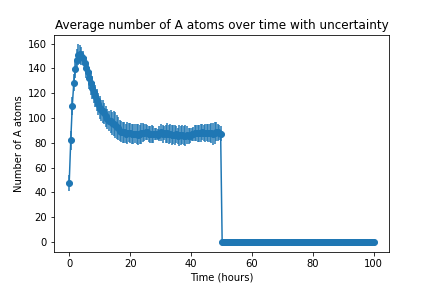 Average number of A atoms over time with uncertainty
160
140
120
100
80
60
40
20
0
Number of A atoms
0 20 40 60 80 100
Time (hours)